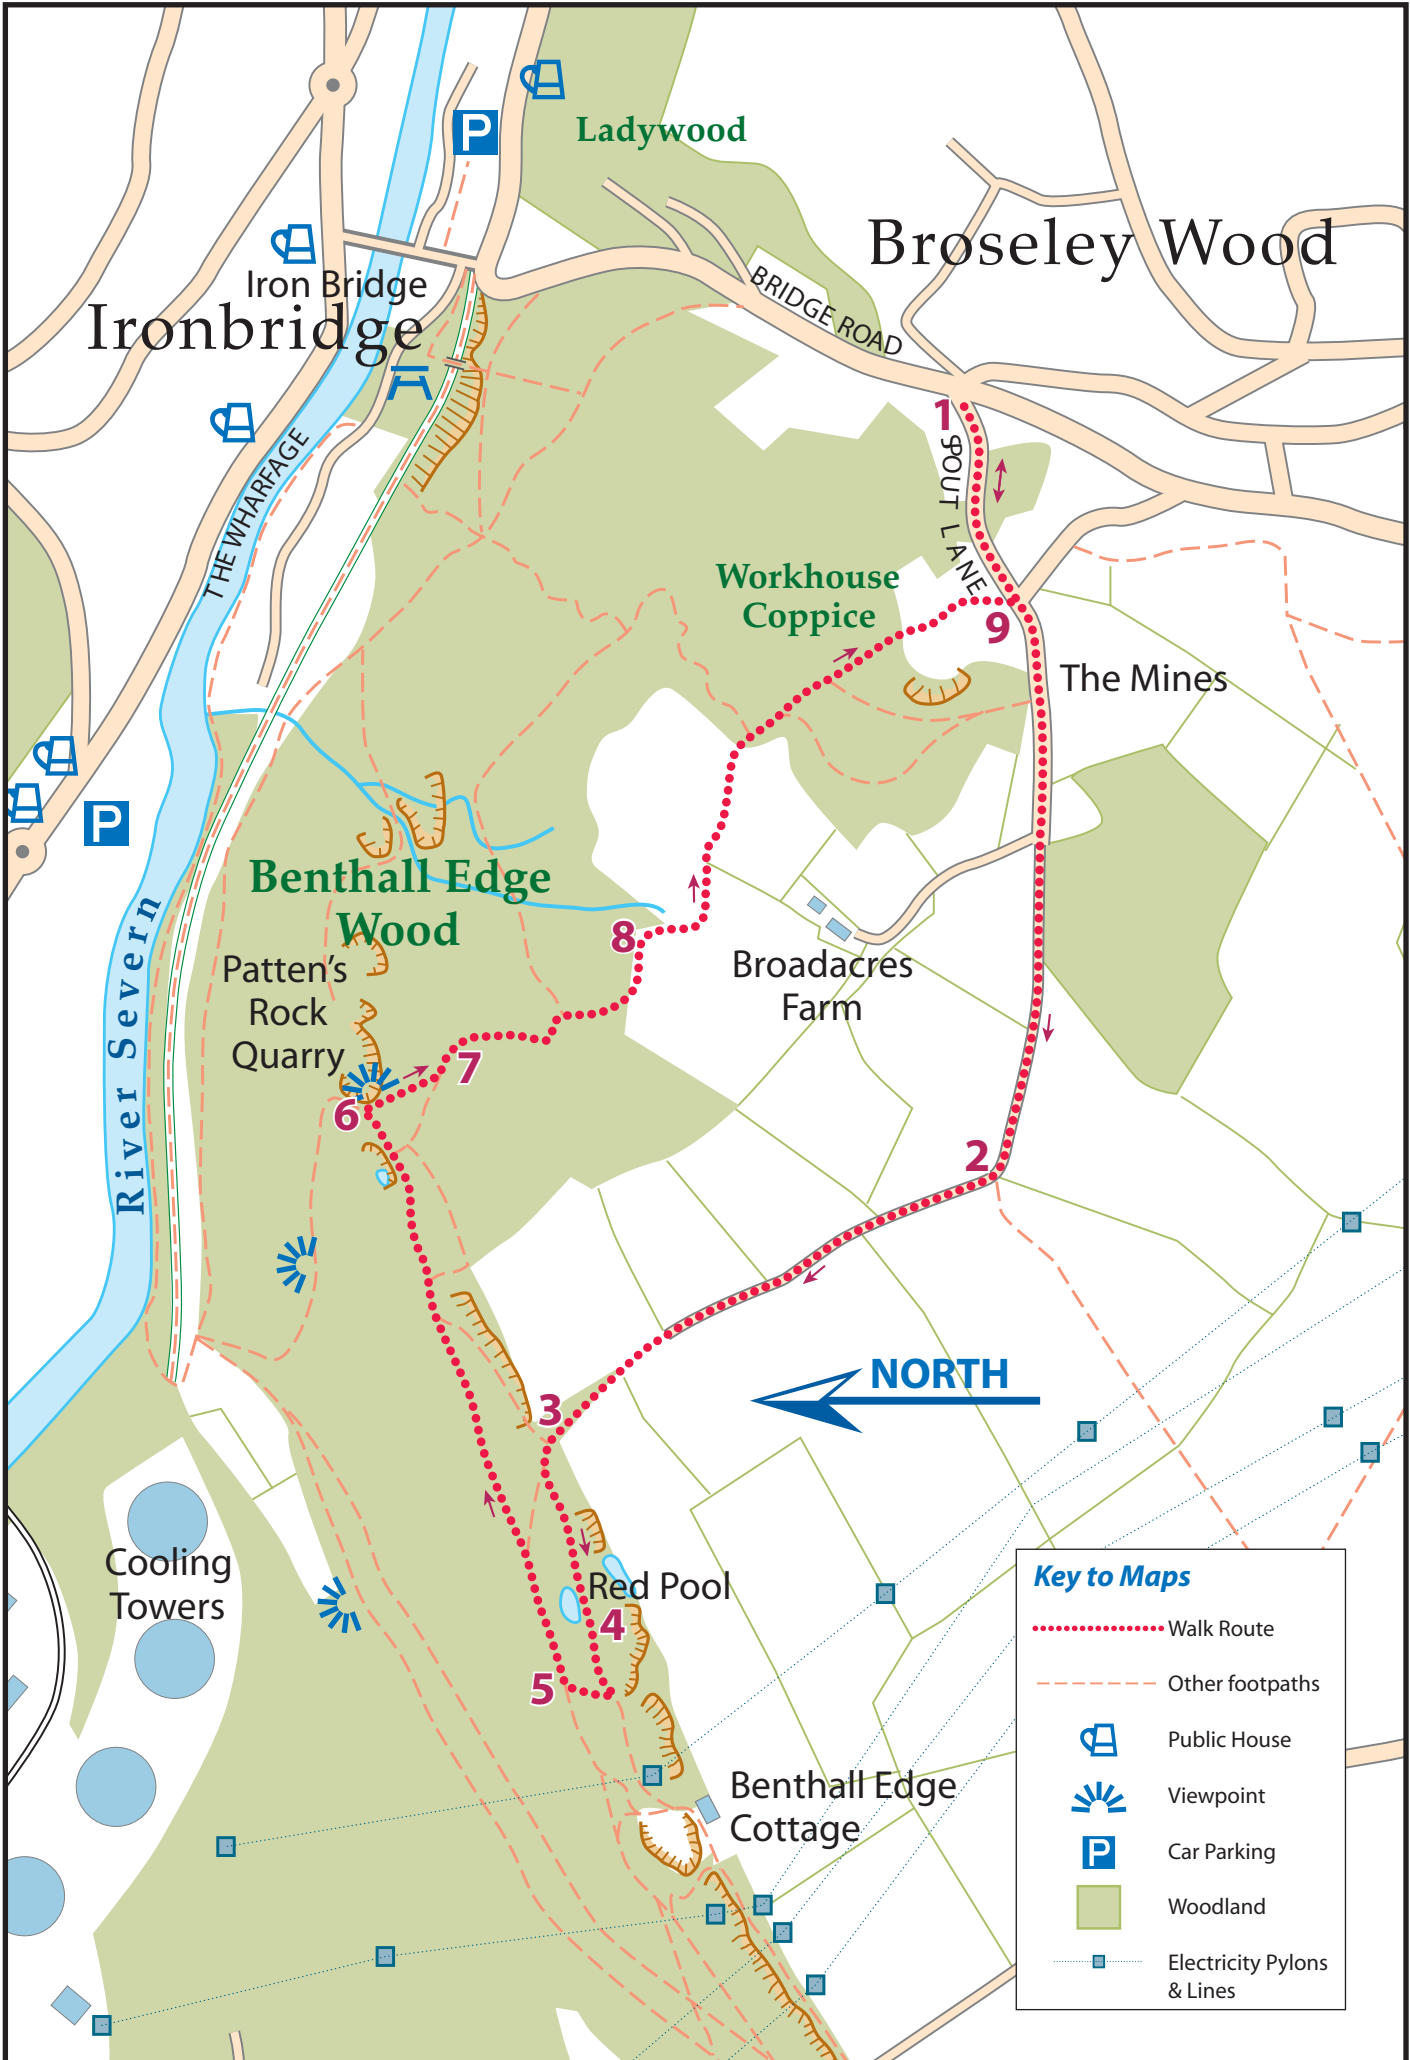 P
Ladywood
Broseley Wood
Iron Bridge
Ironbridge
BRIDGE ROAD
1
SPOUT LANE
THE WHARFAGE
Workhouse
Coppice
9
The Mines
P
Benthall Edge
Wood
8
Patten's
Rock
Quarry
Broadacres
Farm
River Severn
7
6
2
NORTH
3
Cooling
Towers
Red Pool
4
5
Benthall Edge
Cottage
Key to Maps
Walk Route
Other footpaths
Public House
Viewpoint
P
Car Parking
Woodland
Electricity Pylons
& Lines